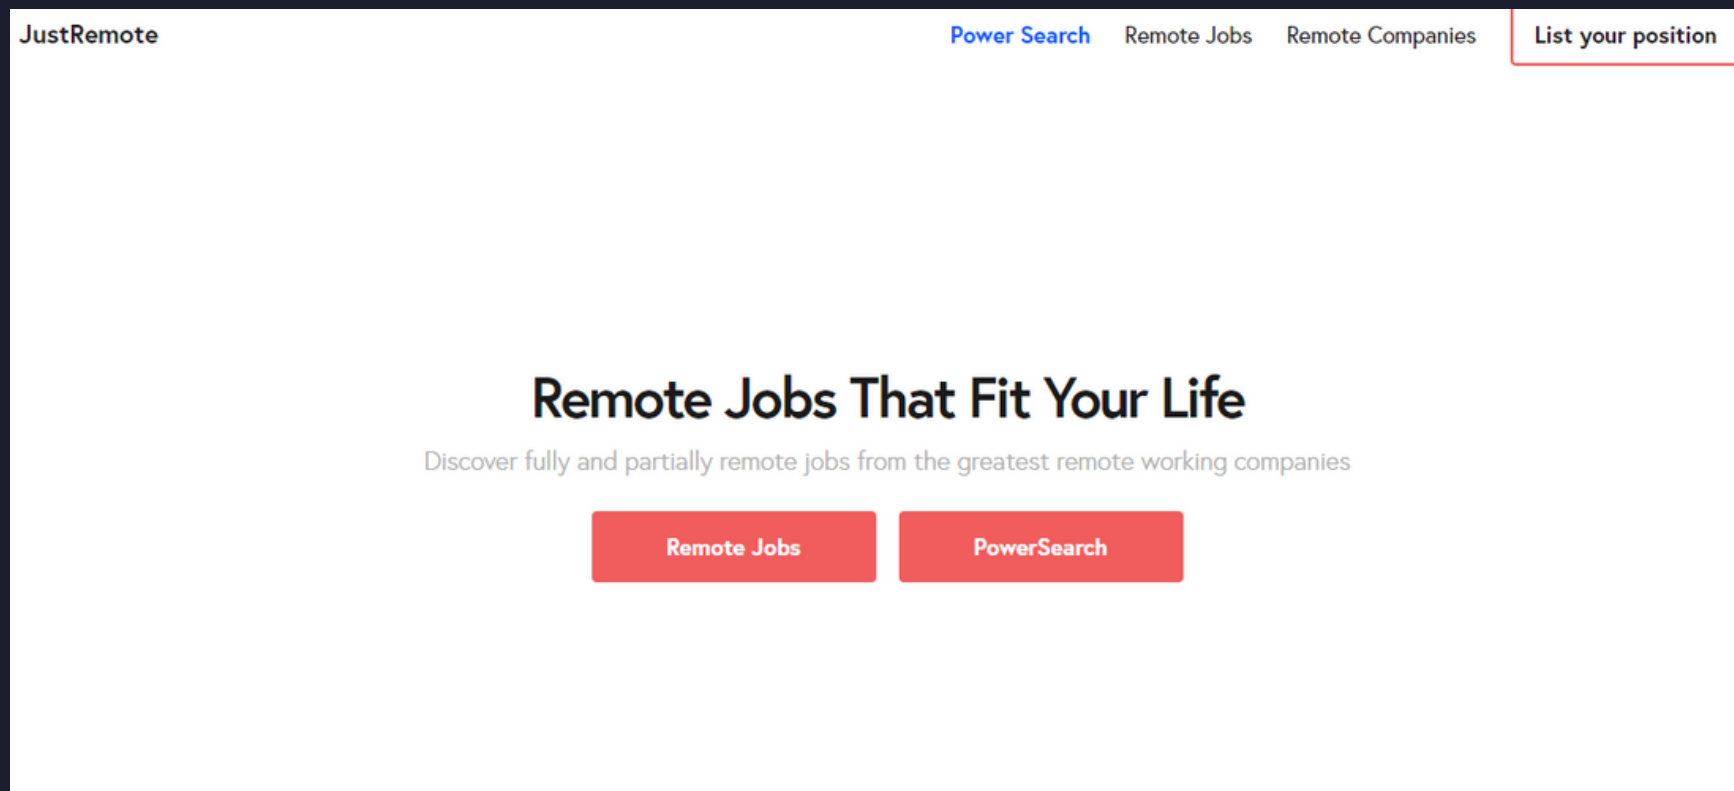 JustRemote
Power Search Remote Jobs Remote Companies List your position
Remote Jobs That Fit Your Life
Discover fully and partially remote jobs from the greatest remote working companies
Remote Jobs PowerSearch